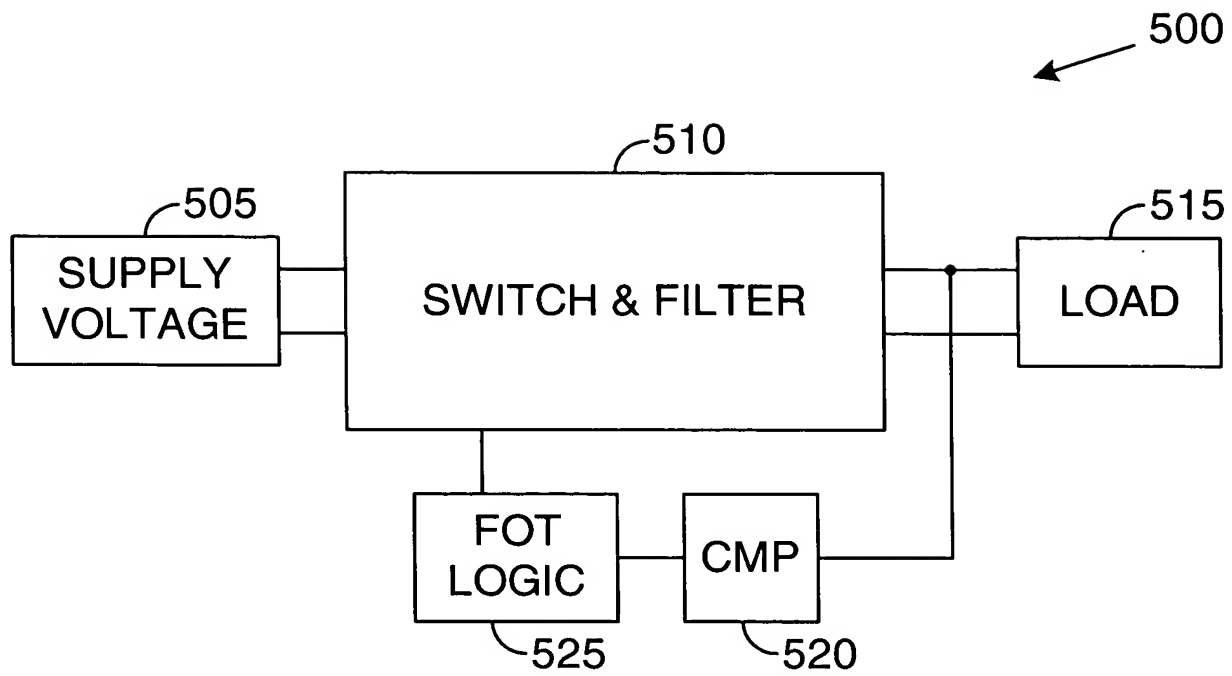 500
510
505
515
SUPPLY
VOLTAGE
SWITCH & FILTER
LOAD
FOT
LOGIC
CMP
525
520